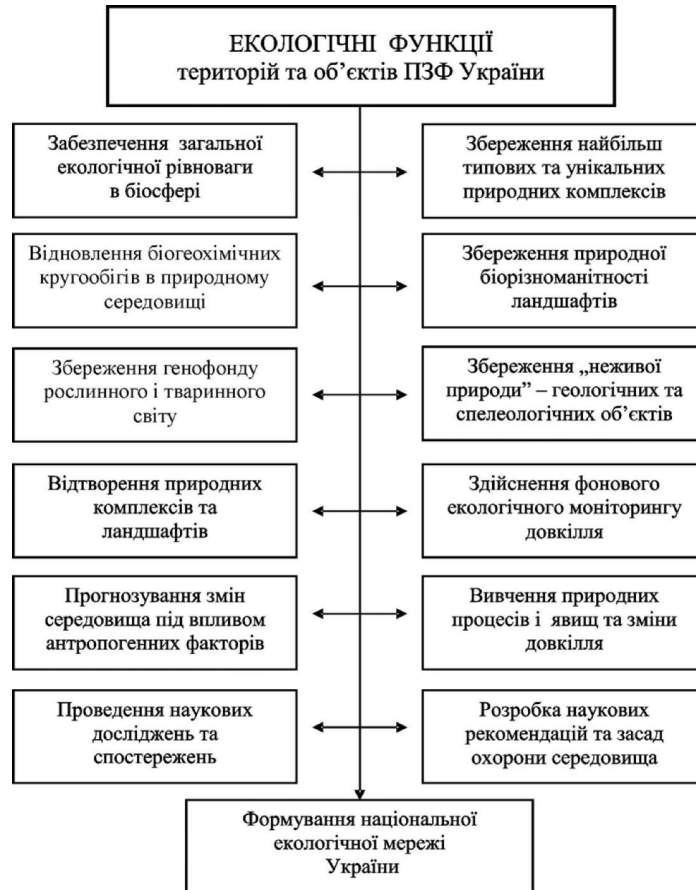 ЕКОЛОГІЧНІ ФУНКЦІЇ
територій та об’єктів ПЗФ України
Забезпечення загальної
екологічної рівноваги
в біосфері
Збереження найбільш
типових та унікальних
природних комплексів
Відновлення біогеохімічних
кругообігів в природному
середовищі
Збереження природної
біорізноманітності
ландшафтів
Збереження генофонду
рослинного і тваринного
світу
Збереження „неживої
природи” – геологічних та
спелеологічних об’єктів
Відтворення природних
комплексів та
ландшафтів
Здійснення фонового
екологічного моніторингу
довкілля
Прогнозування змін
середовища під впливом
антропогенних факторів
Вивчення природних
процесів і явищ та зміни
довкілля
Проведення наукових
досліджень та
спостережень
Розробка наукових
рекомендацій та засад
охорони середовища
Формування національної
екологічної мережі
України